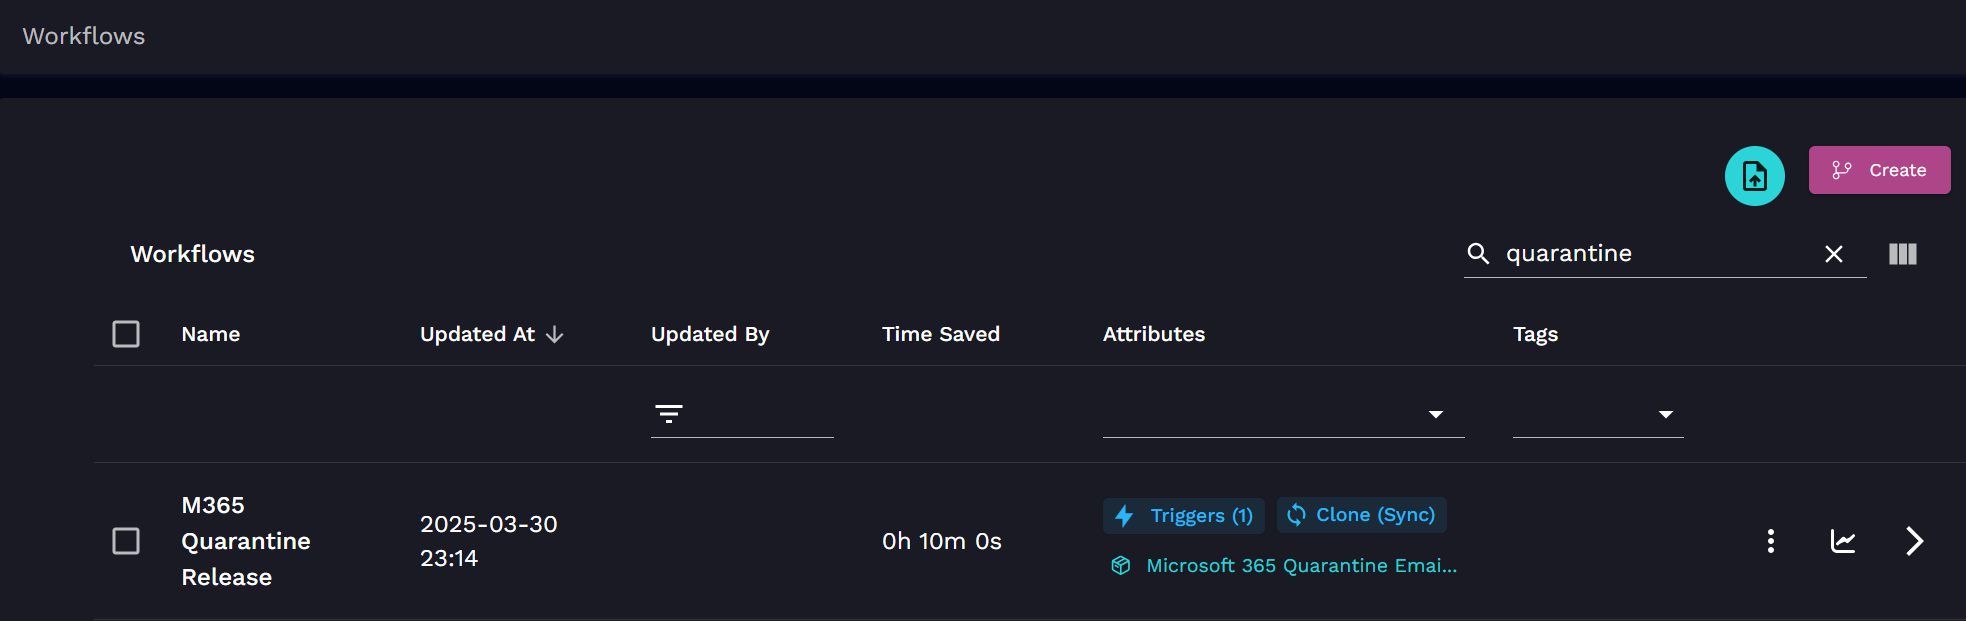 Workflows
Create
Workflows
quarantine
Name
Updated At
Updated By
Time Saved
Attributes
Tags
M365
Quarantine
Release
2025-03-30
23:14
0h 10m 0s
Triggers (1)
Clone (Sync)
Microsoft 365 Quarantine Emai...